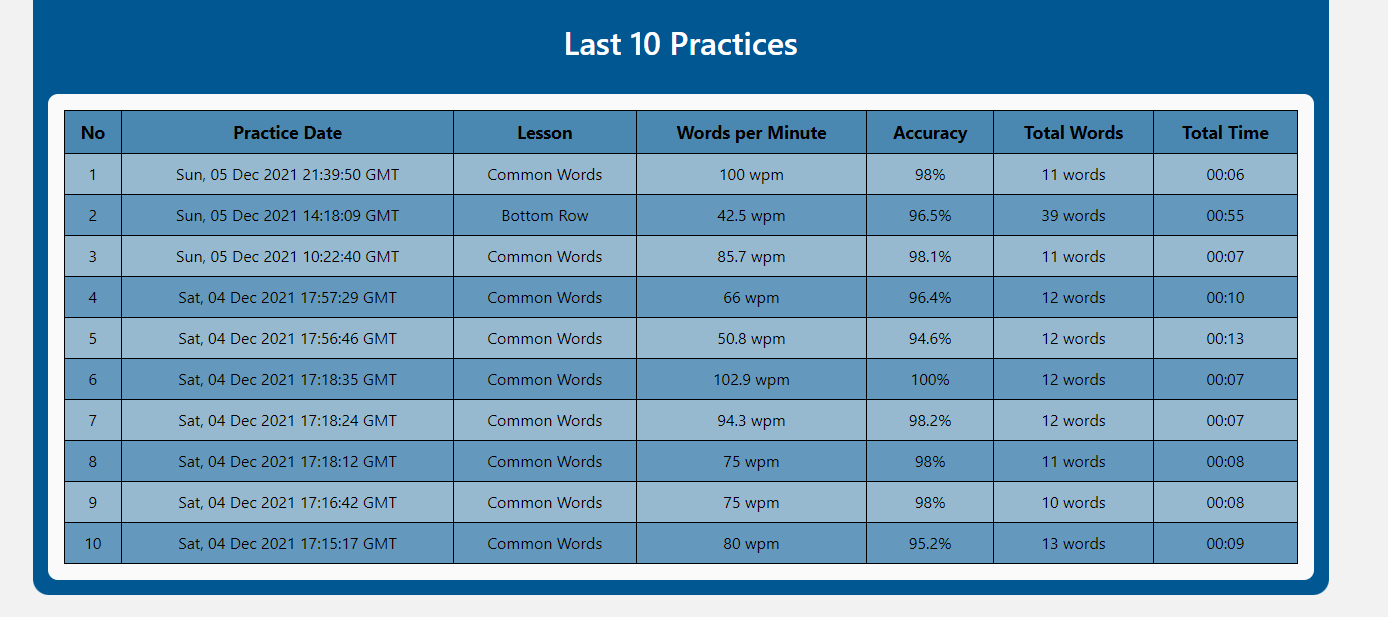 Last 10 Practices
No Practice Date Lesson Words per Minute Accuracy Total Words Total Time
1 Sun, 05 Dec 2021 21:39:50 GMT Common Words 100 wpm 98% 11 words 00:06
2 Sun, 05 Dec 2021 14:18:09 GMT Bottom Row 42.5 wpm 96.5% 39 words 00:55
3 Sun, 05 Dec 2021 10:22:40 GMT Common Words 85.7 wpm 98.1% 11 words 00:07
4 Sat, 04 Dec 2021 17:57:29 GMT Common Words 66 wpm 96.4% 12 words 00:10
5 Sat, 04 Dec 2021 17:56:46 GMT Common Words 50.8 wpm 94.6% 12 words 00:13
6 Sat, 04 Dec 2021 17:18:35 GMT Common Words 102.9 wpm 100% 12 words 00:07
7 Sat, 04 Dec 2021 17:18:24 GMT Common Words 94.3 wpm 98.2% 12 words 00:07
8 Sat, 04 Dec 2021 17:18:12 GMT Common Words 75 wpm 98% 11 words 00:08
9 Sat, 04 Dec 2021 17:16:42 GMT Common Words 75 wpm 98% 10 words 00:08
10 Sat, 04 Dec 2021 17:15:17 GMT Common Words 80 wpm 95.2% 13 words 00:09